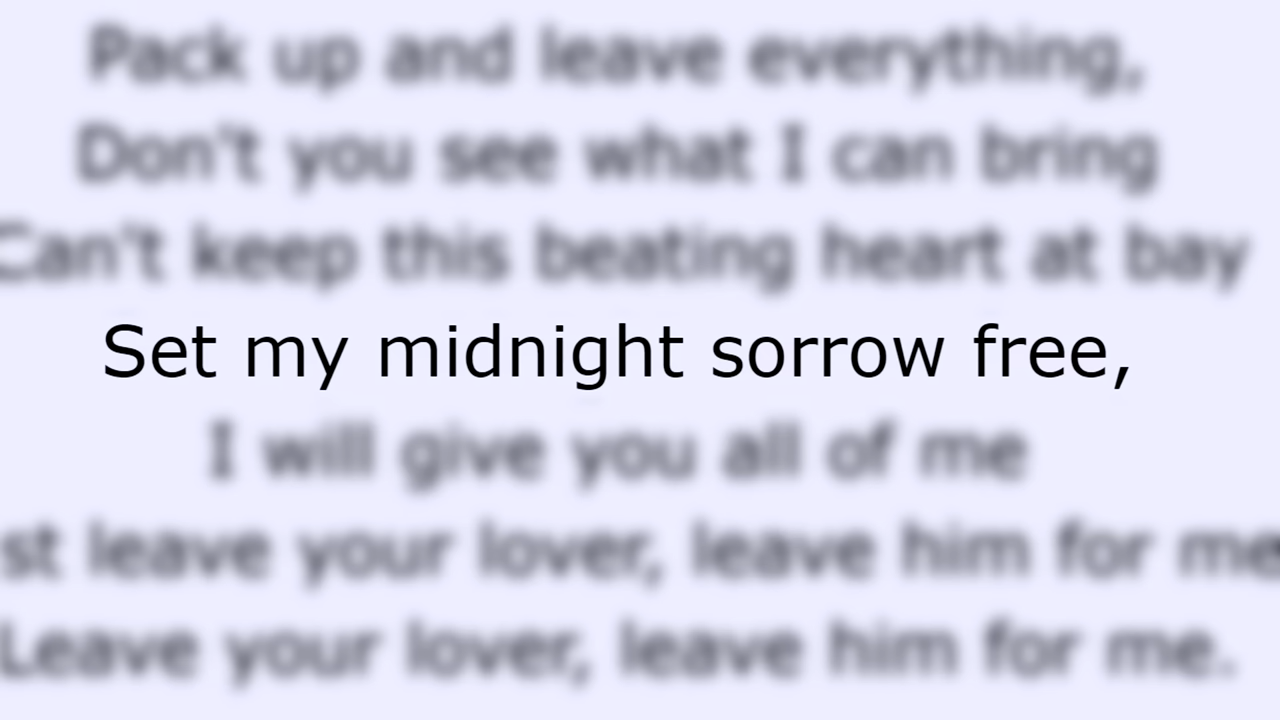 Pack up and leave everything,
Don't you see what I can bring
Can't keep this beating heart at bay
Set my midnight sorrow free,
I will give you all of me
st leave your lover, leave him for me
Leave your lover, leave him for me.